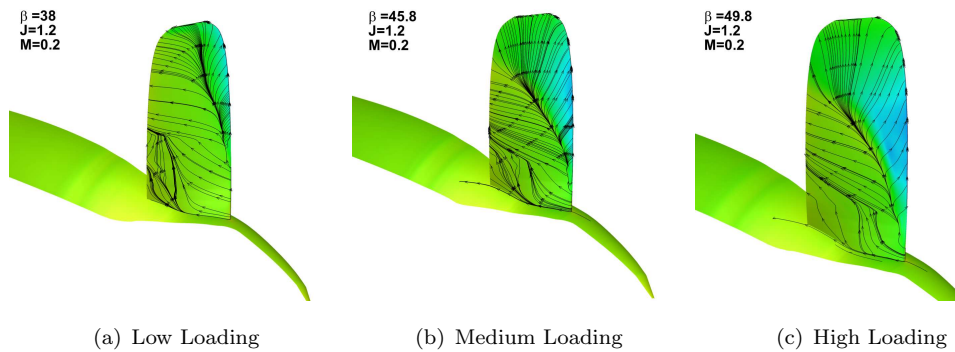 β =38
J=1.2
M=0.2
β =45.8
J=1.2
M=0.2
β =49.8
J=1.2
M=0.2
(a) Low Loading
(b) Medium Loading
(c) High Loading